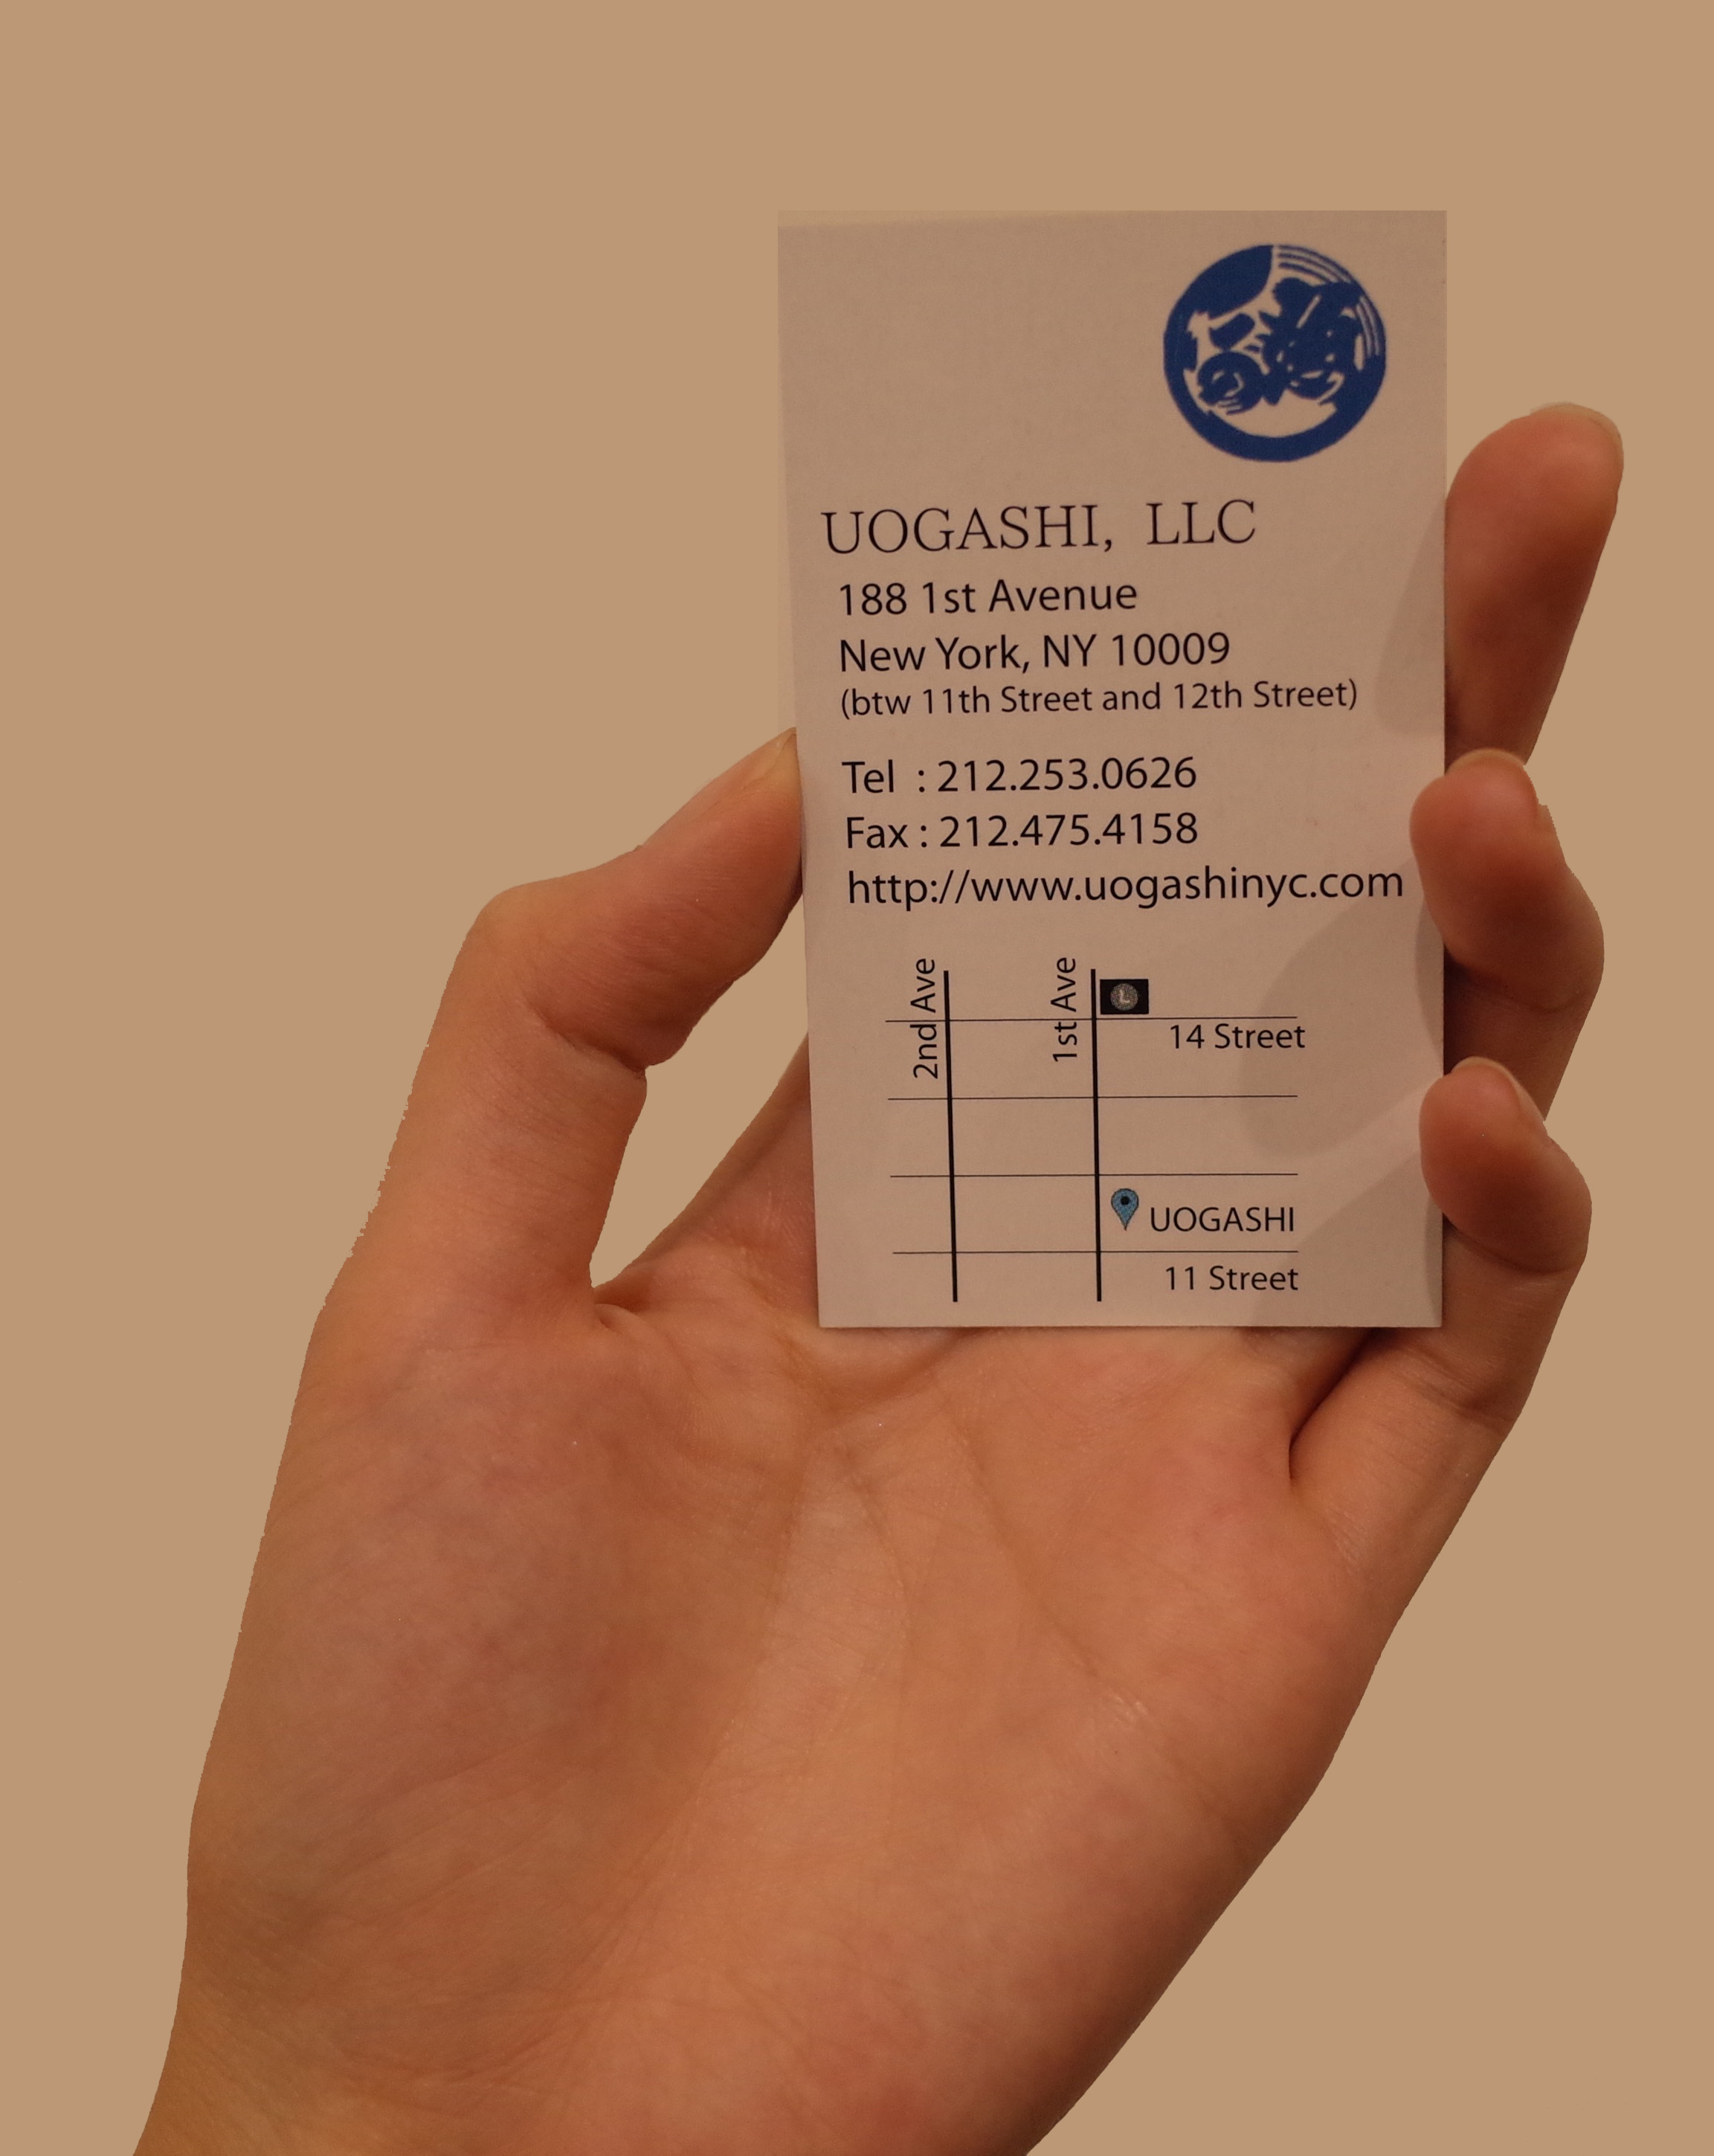 UOGASHI, LLC
188 1st Avenue
New York, NY 10009
(btw 11th Street and 12th Street)
Tel : 212.253.0626
Fax : 212.475.4158
http://www.uogashinyc.com
2nd Ave
1st Ave
L
14 Street
UOGASHI
11 Street